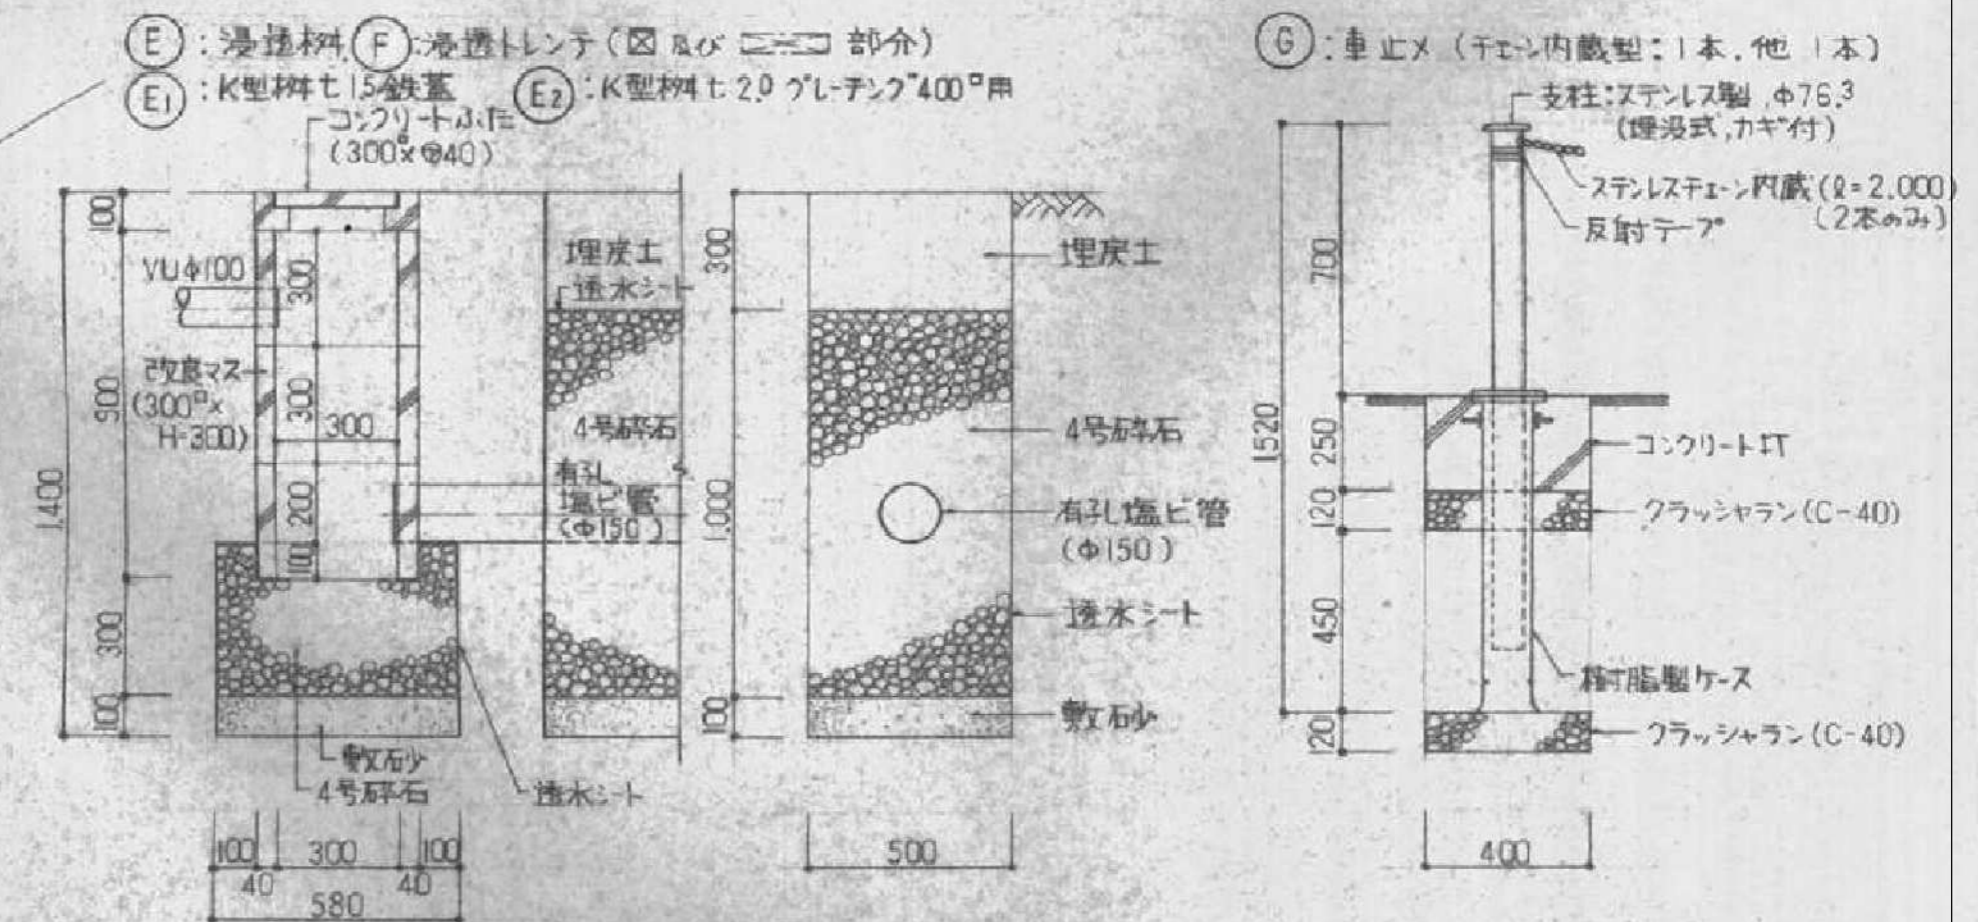 E : 浸透桝 F : 浸透トレンチ (図 及び 部分)
E1 : K型桝 t 1.5 鉄蓋 E2 : K型桝 t 2.0 グレーチング 400□用
コンクリートふた
(300□×@40)
100
VUφ100
300
改良マス
(300□×
H-300)
900
300
300
1,400
200
100
300
100
敷石砂
4号砕石
透水シート
100 300 100
40 40
580
埋戻土
透水シート
4号砕石
有孔
塩ビ管
(φ150)
300
1,000
100
埋戻土
4号砕石
有孔塩ビ管
(φ150)
透水シート
敷石砂
500
G : 車止メ (チェーン内蔵型:1本. 他 1本)
支柱:ステンレス製,φ76.3
(埋没式,カギ付)
ステンレスチェーン内蔵(ℓ=2.000)
(2本のみ)
反射テープ
700
1520
250
コンクリート打
120
クラッシャラン(C-40)
450
樹脂製ケース
120
クラッシャラン(C-40)
400